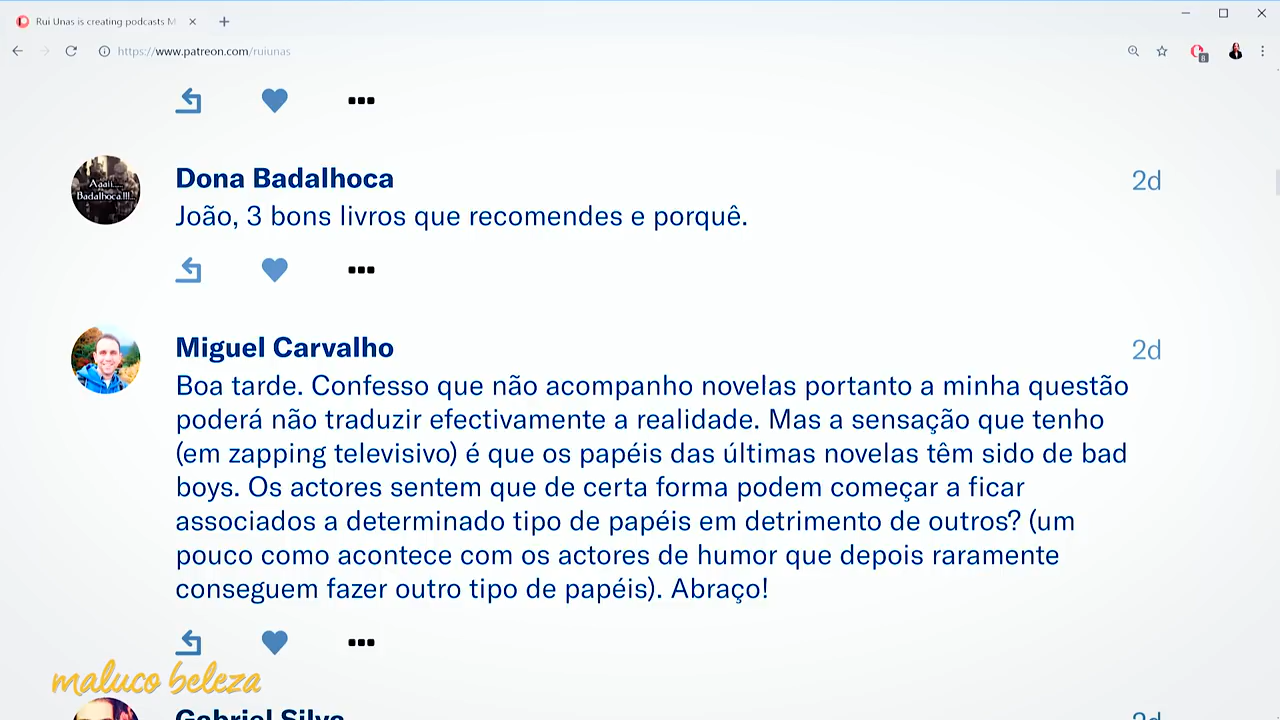 Rui Unas is creating podcasts M
https://www.patreon.com/ruiunas
Dona Badalhoca
2d
Aaaii....
Badalhoca.!!!..
João, 3 bons livros que recomendes e porquê.
Miguel Carvalho
2d
Boa tarde. Confesso que não acompanho novelas portanto a minha questão
poderá não traduzir efectivamente a realidade. Mas a sensação que tenho
(em zapping televisivo) é que os papéis das últimas novelas têm sido de bad
boys. Os actores sentem que de certa forma podem começar a ficar
associados a determinado tipo de papéis em detrimento de outros? (um
pouco como acontece com os actores de humor que depois raramente
conseguem fazer outro tipo de papéis). Abraço!
maluco beleza
Gabriel Silva
2d